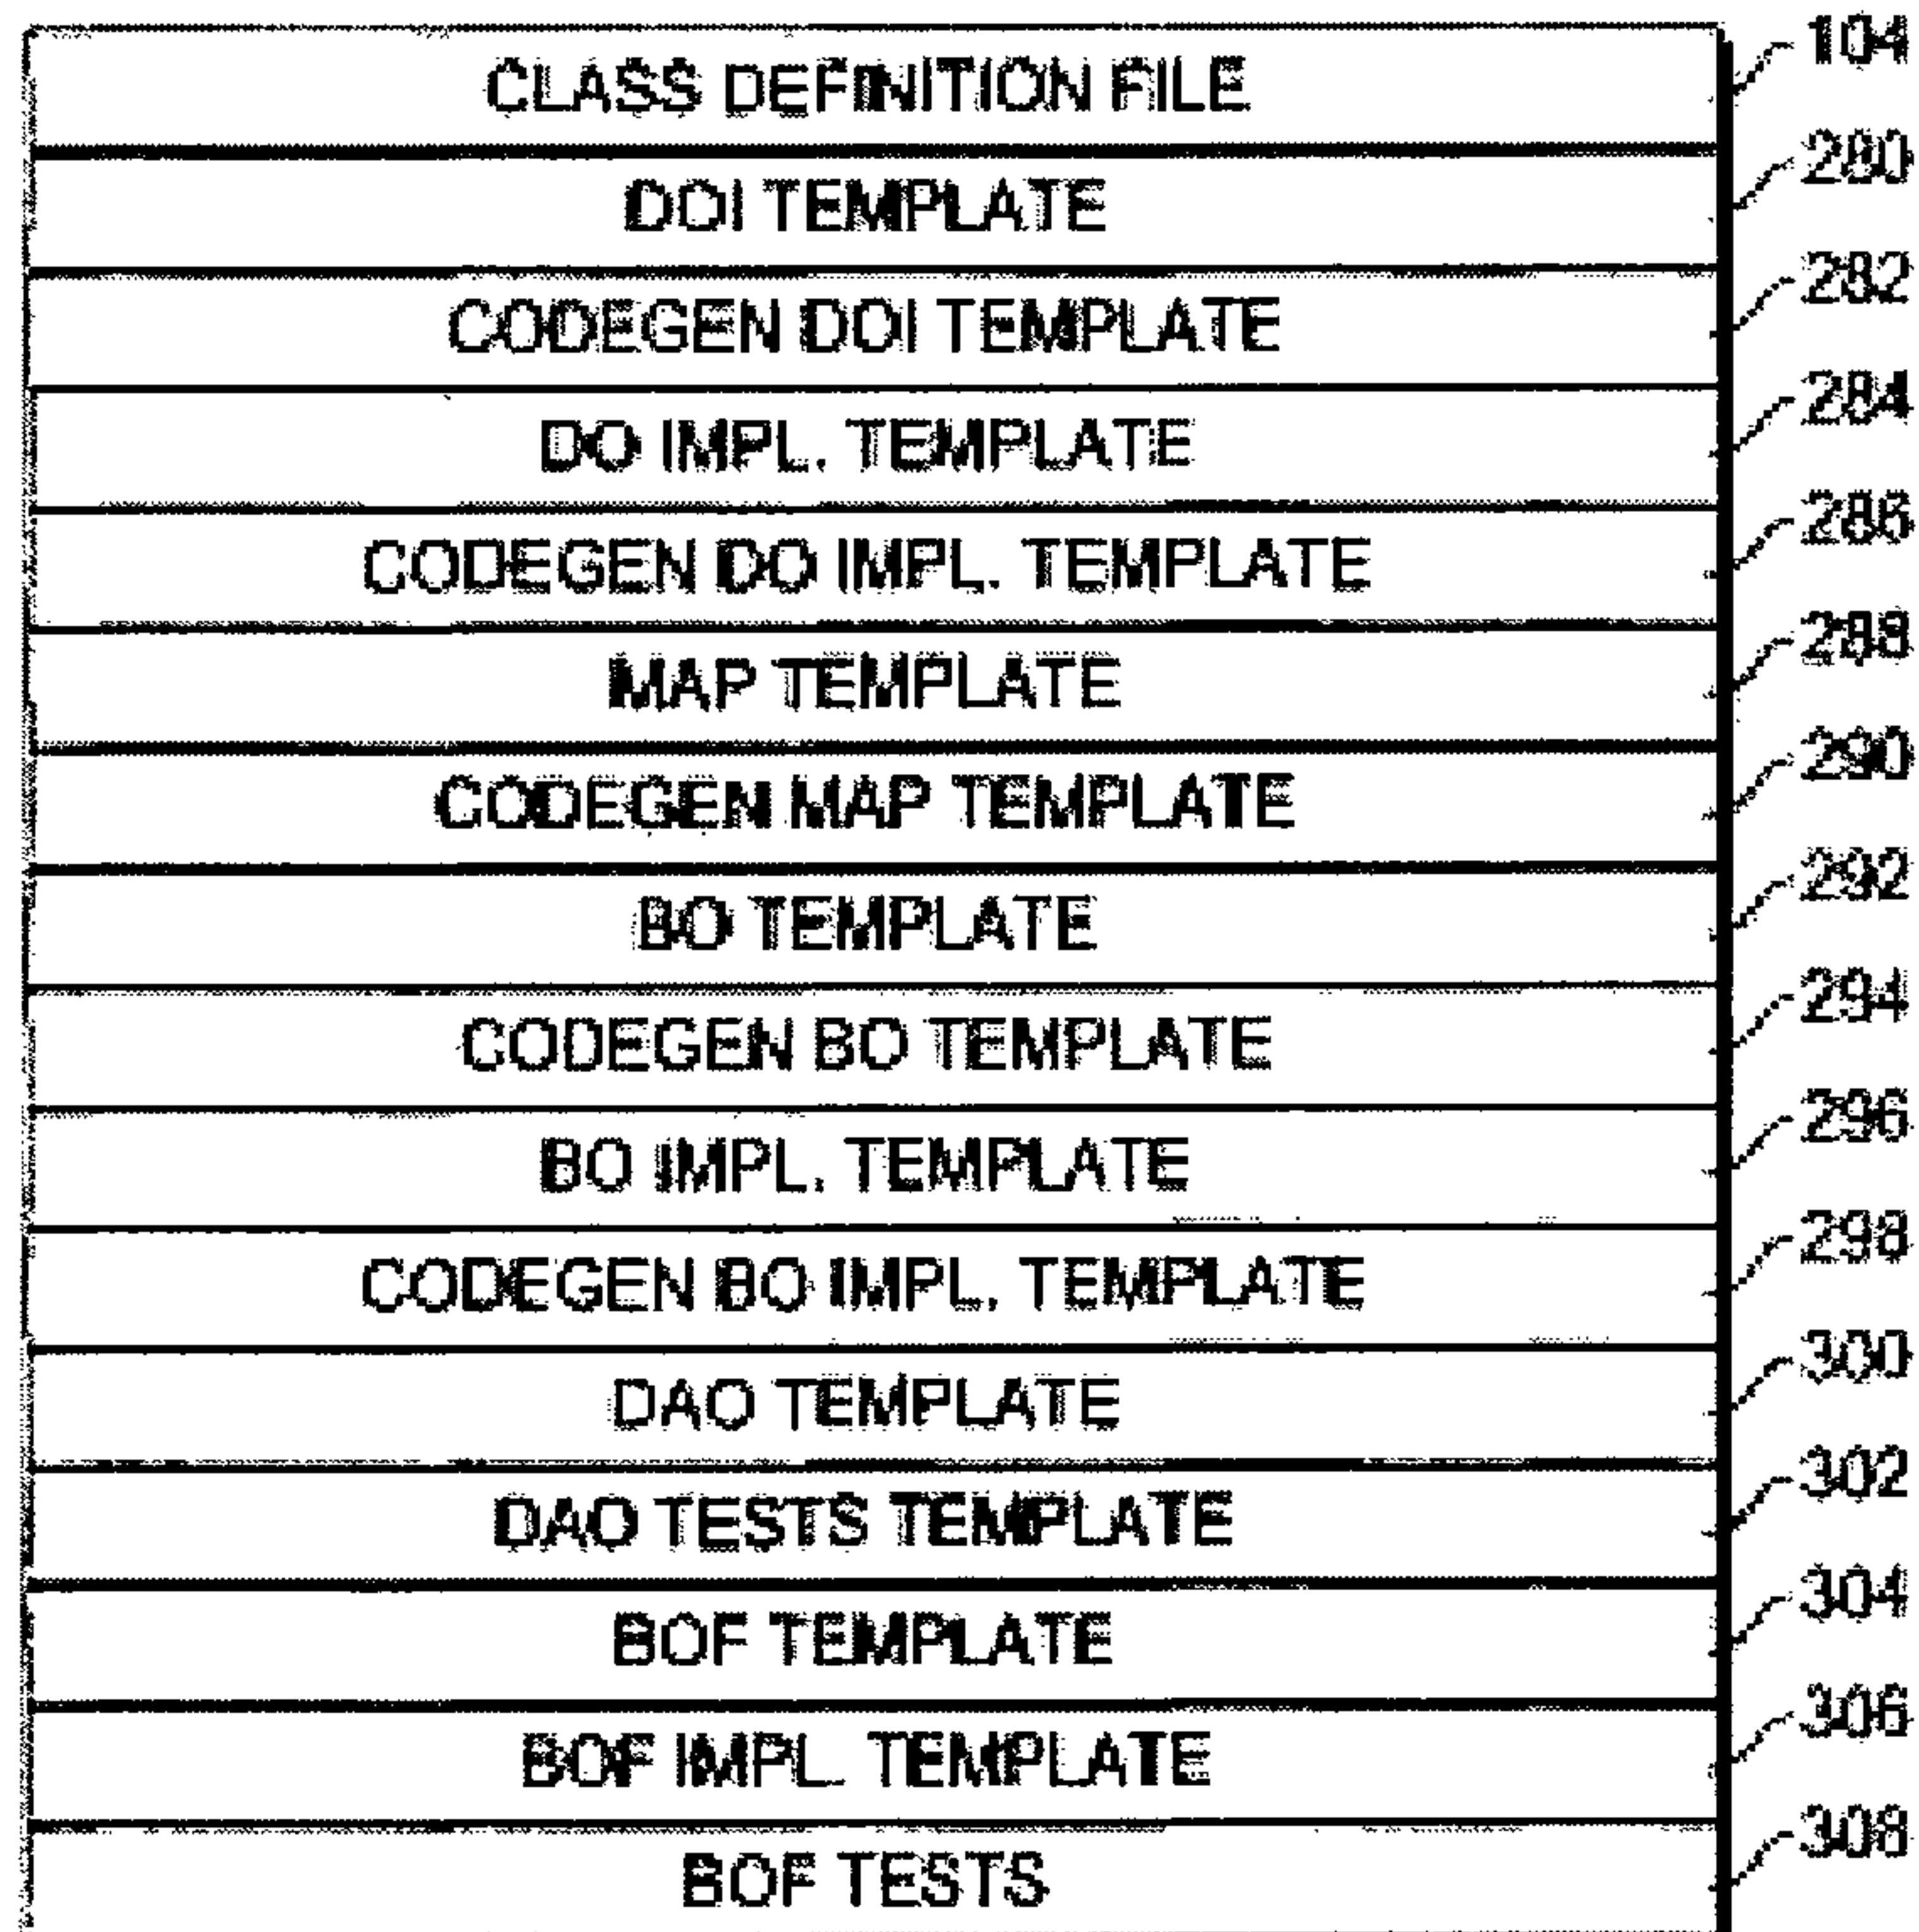 CLASS DEFINITION FILE 104
DOI TEMPLATE 280
CODEGEN DOI TEMPLATE 282
DO IMPL. TEMPLATE 284
CODEGEN DO IMPL. TEMPLATE 286
MAP TEMPLATE 288
CODEGEN MAP TEMPLATE 290
BO TEMPLATE 292
CODEGEN BO TEMPLATE 294
BO IMPL. TEMPLATE 296
CODEGEN BO IMPL. TEMPLATE 298
DAO TEMPLATE 300
DAO TESTS TEMPLATE 302
BOF TEMPLATE 304
BOF IMPL. TEMPLATE 306
BOF TESTS 308